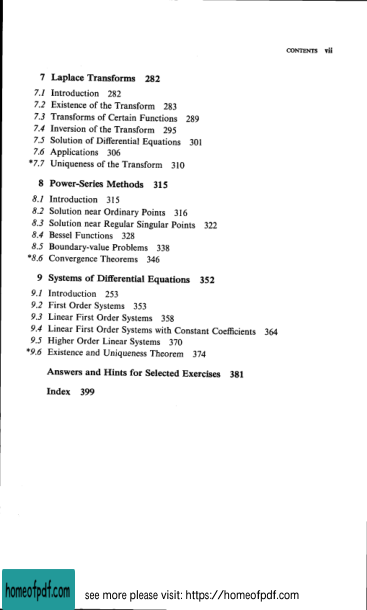 CONTENTS vii
7 Laplace Transforms 282
7.1 Introduction 282
7.2 Existence of the Transform 283
7.3 Transforms of Certain Functions 289
7.4 Inversion of the Transform 295
7.5 Solution of Differential Equations 301
7.6 Applications 306
*7.7 Uniqueness of the Transform 310
8 Power-Series Methods 315
8.1 Introduction 315
8.2 Solution near Ordinary Points 316
8.3 Solution near Regular Singular Points 322
8.4 Bessel Functions 328
8.5 Boundary-value Problems 338
*8.6 Convergence Theorems 346
9 Systems of Differential Equations 352
9.1 Introduction 253
9.2 First Order Systems 353
9.3 Linear First Order Systems 358
9.4 Linear First Order Systems with Constant Coefficients 364
9.5 Higher Order Linear Systems 370
*9.6 Existence and Uniqueness Theorem 374
Answers and Hints for Selected Exercises 381
Index 399
homeofpdf.com
see more please visit: https://homeofpdf.com